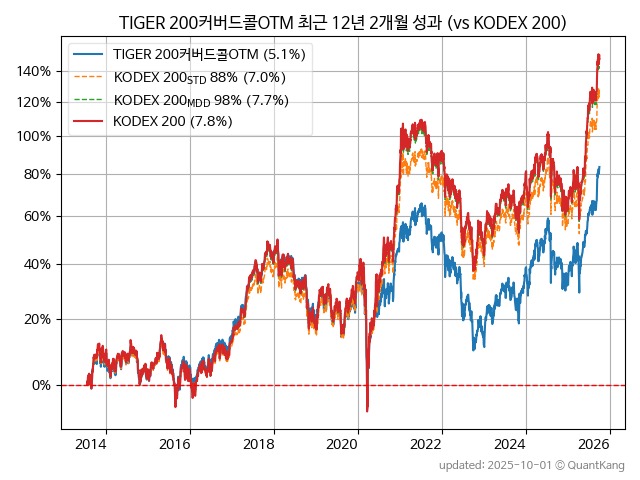 TIGER 200커버드콜OTM 최근 12년 2개월 성과 (vs KODEX 200)
TIGER 200커버드콜OTM (5.1%)
KODEX 200STD 88% (7.0%)
KODEX 200MDD 98% (7.7%)
KODEX 200 (7.8%)
140%
120%
100%
80%
60%
40%
20%
0%
2014 2016 2018 2020 2022 2024 2026
updated: 2025-10-01 © QuantKang